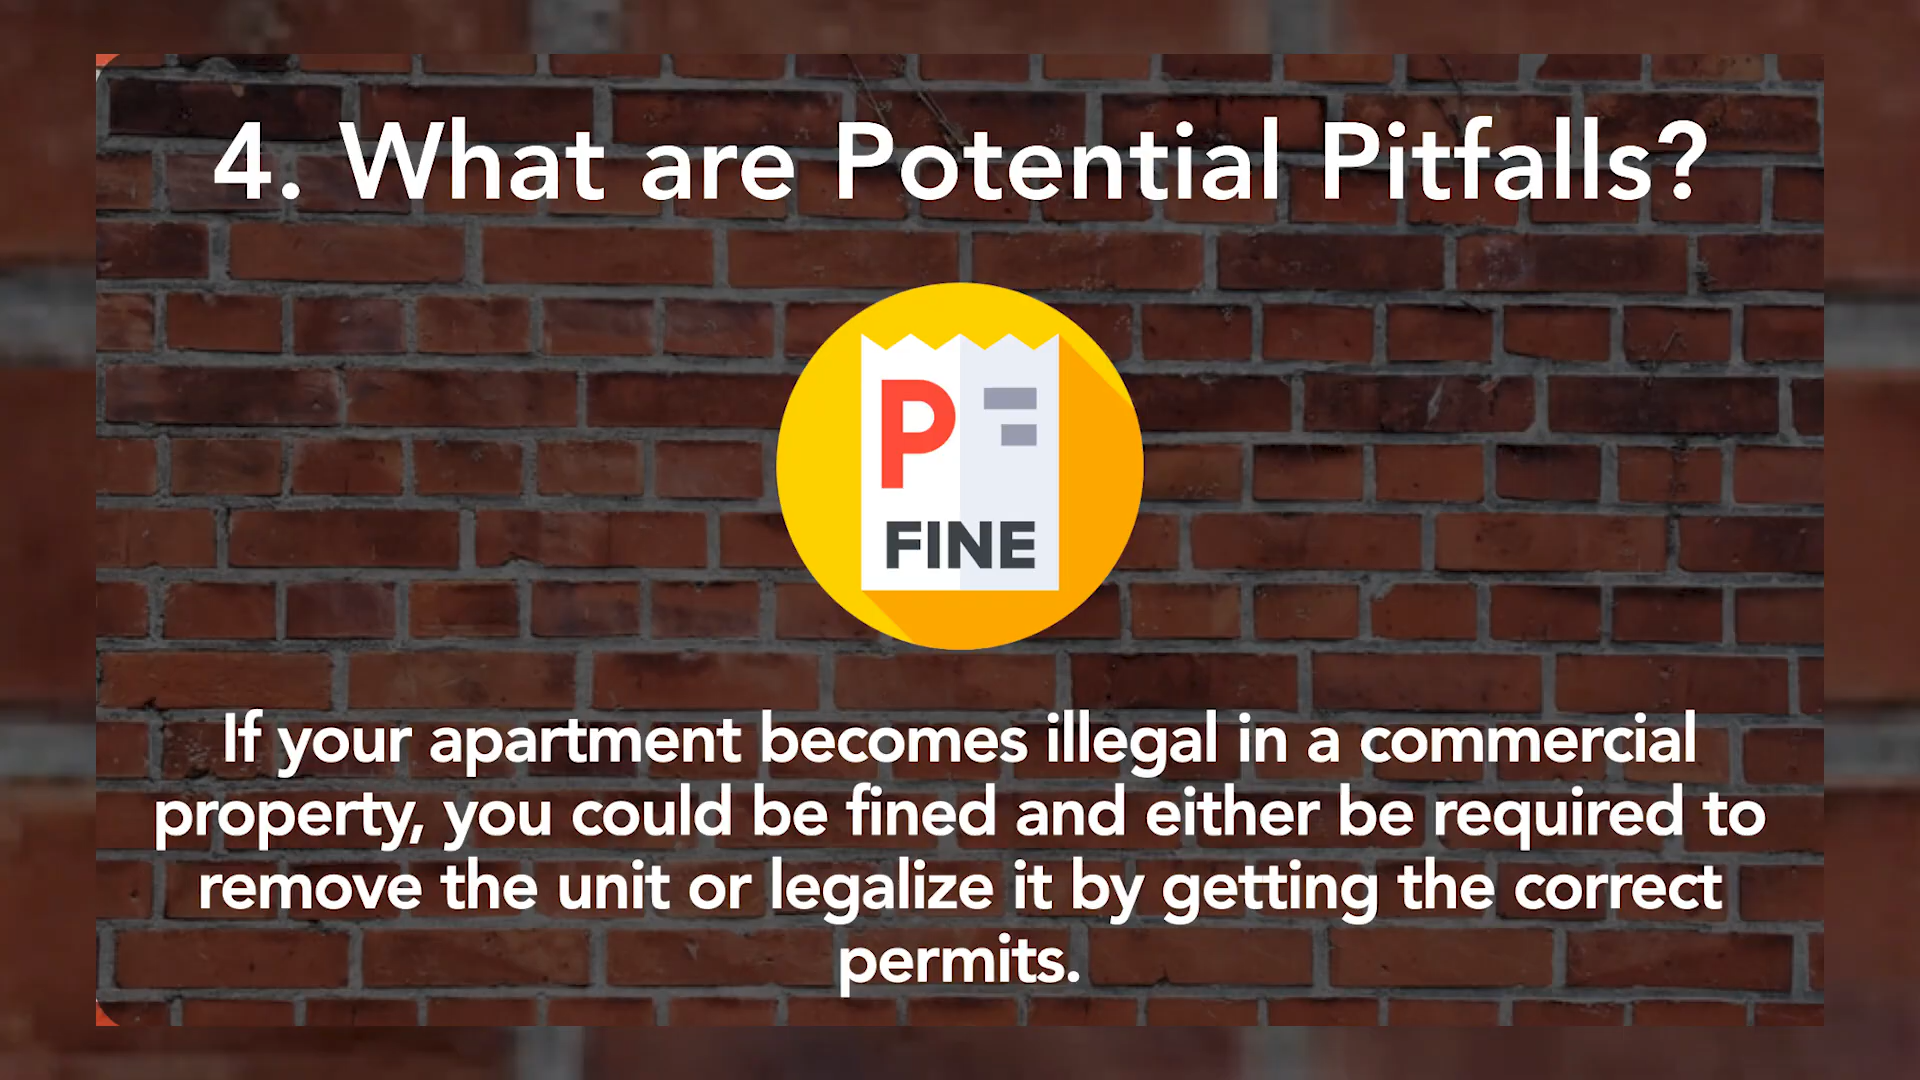 4. What are Potential Pitfalls?
P
FINE
If your apartment becomes illegal in a commercial
property, you could be fined and either be required to
remove the unit or legalize it by getting the correct
permits.